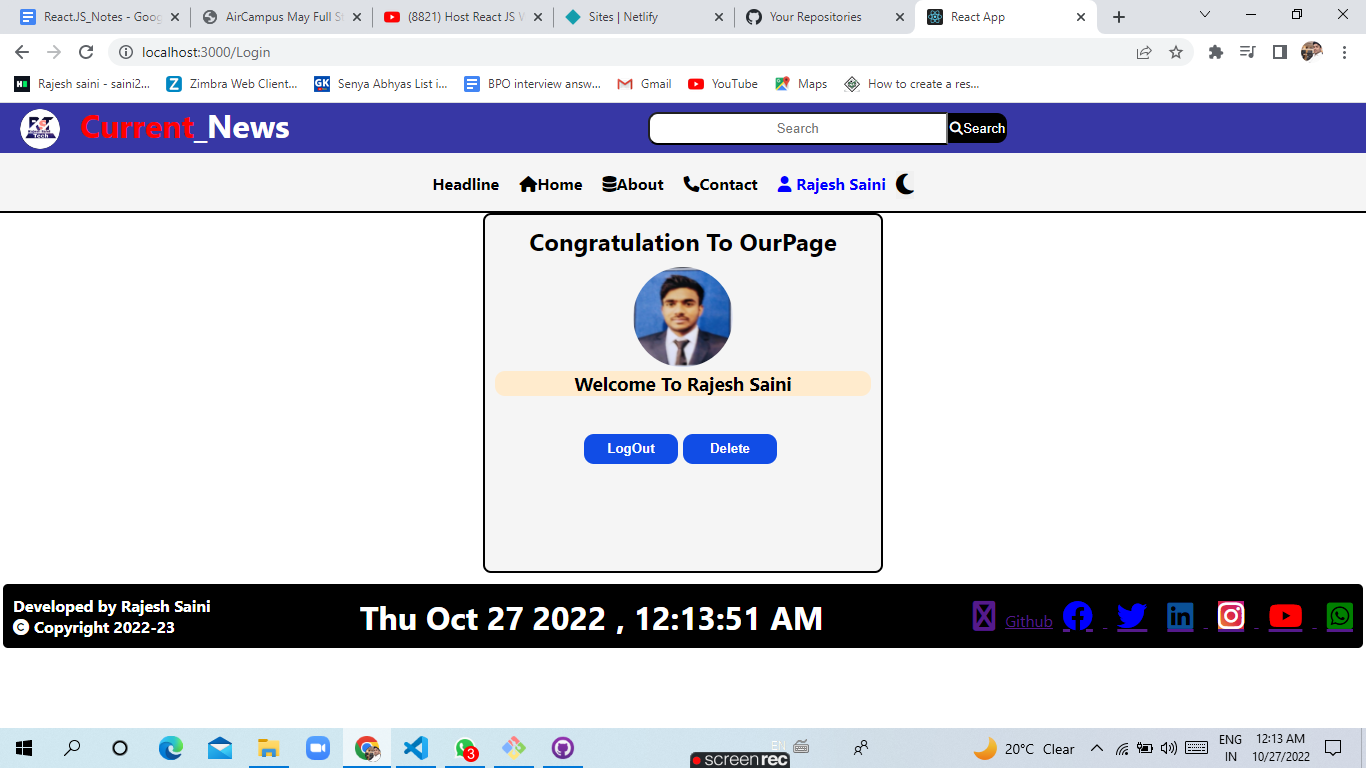 React.JS_Notes - Goog
AirCampus May Full St
(8821) Host React JS W
Sites | Netlify
Your Repositories
React App
localhost:3000/Login
Rajesh saini - saini2...
Zimbra Web Client...
Senya Abhyas List i...
BPO interview answ...
Gmail
YouTube
Maps
How to create a res...
Tech
Current_News
Search
Search
Headline
Home
About
Contact
Rajesh Saini
Congratulation To OurPage
Welcome To Rajesh Saini
LogOut
Delete
Developed by Rajesh Saini
© Copyright 2022-23
Thu Oct 27 2022 , 12:13:51 AM
Github
3
EN
screenrec
20°C Clear
ENG
IN
12:13 AM
10/27/2022